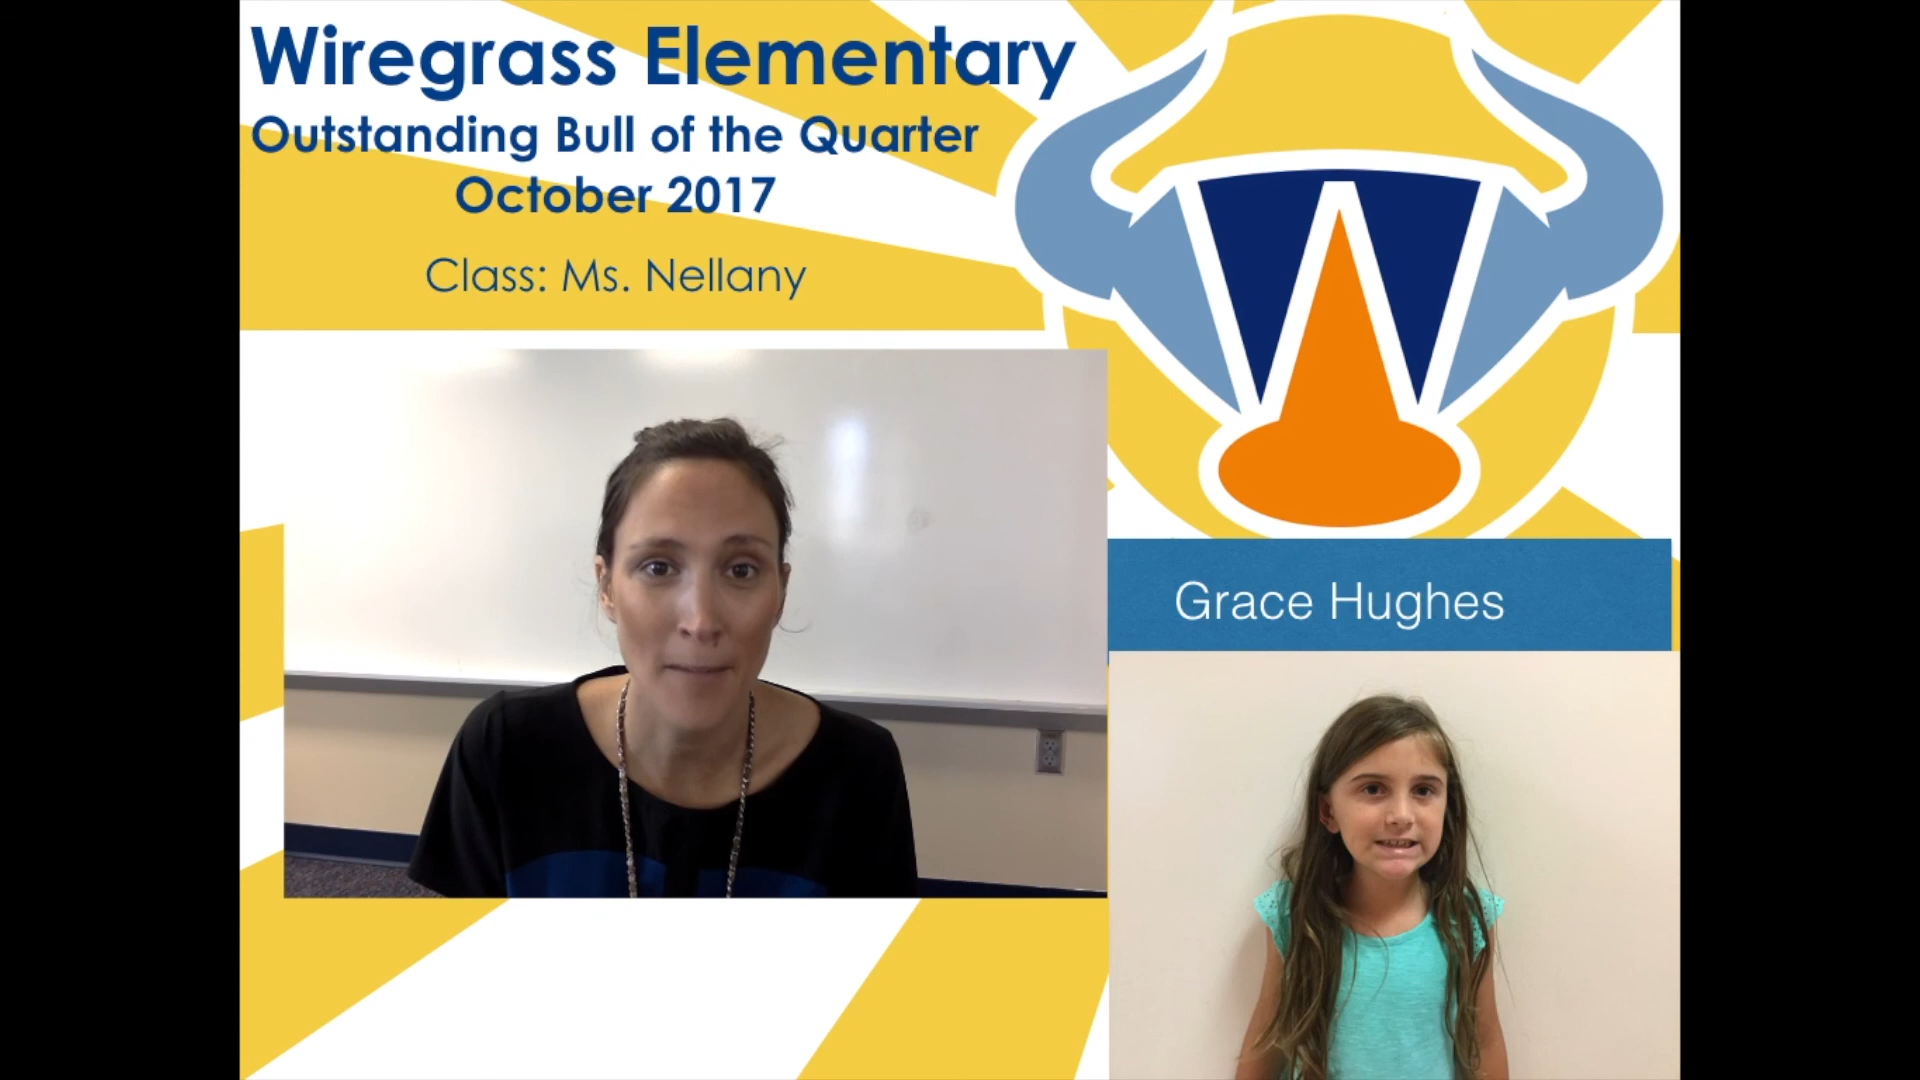 Wiregrass Elementary
Outstanding Bull of the Quarter
October 2017
Class: Ms. Nellany
W
Grace Hughes